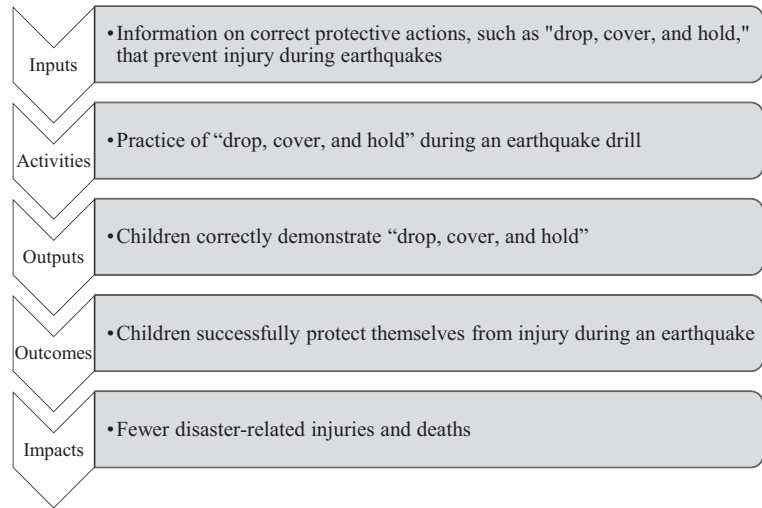 Inputs
•Information on correct protective actions, such as "drop, cover, and hold,"
that prevent injury during earthquakes
Activities
•Practice of “drop, cover, and hold” during an earthquake drill
Outputs
•Children correctly demonstrate “drop, cover, and hold”
Outcomes
•Children successfully protect themselves from injury during an earthquake
Impacts
•Fewer disaster-related injuries and deaths